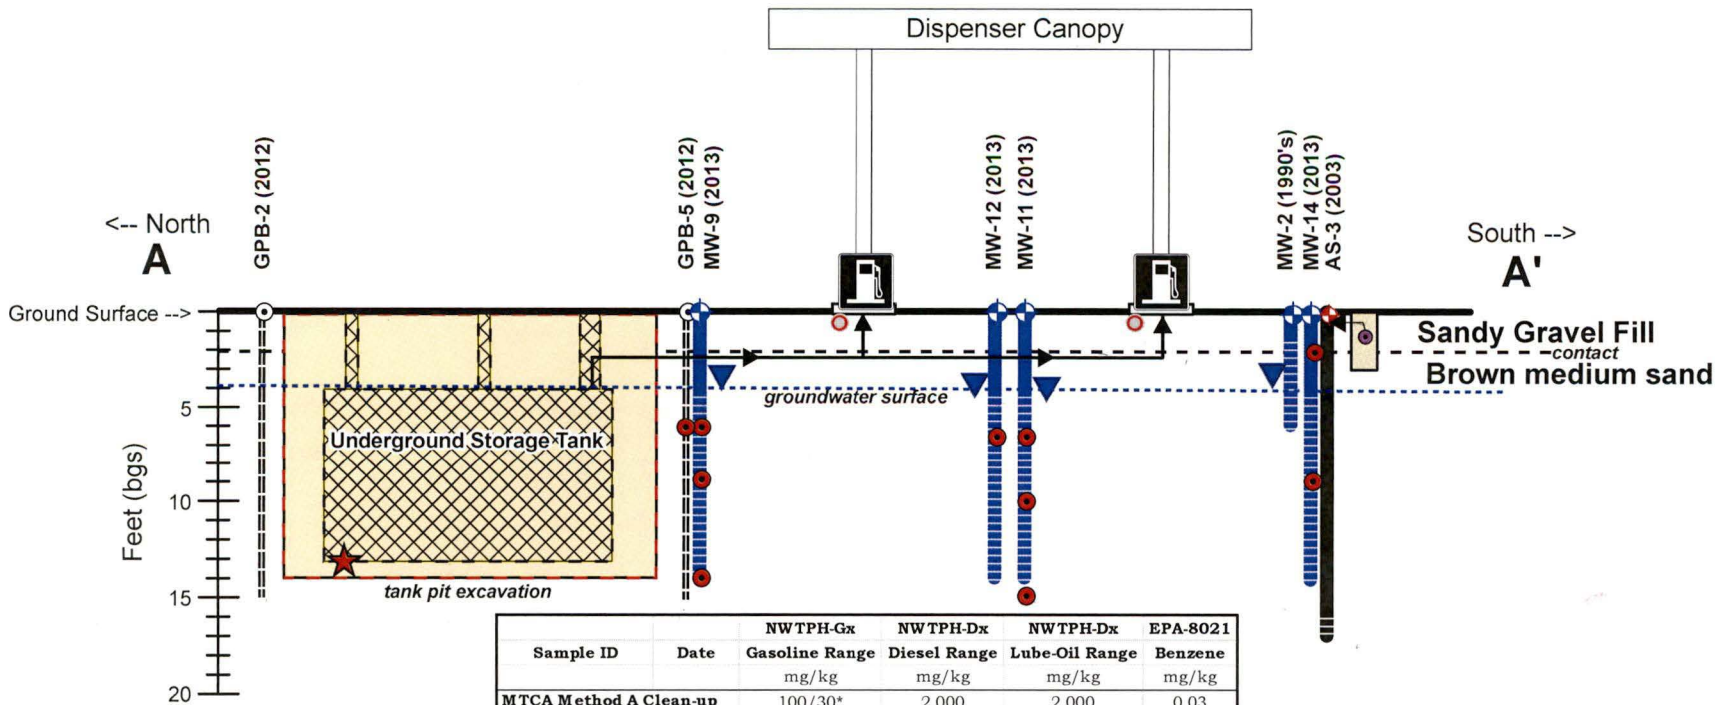 Dispenser Canopy
GPB-2 (2012)
GPB-5 (2012)
MW-9 (2013)
MW-12 (2013)
MW-11 (2013)
MW-2 (1990's)
MW-14 (2013)
AS-3 (2003)
<-- North
A
South -->
A'
Ground Surface -->
Sandy Gravel Fill
contact
Brown medium sand
groundwater surface
5
Underground Storage Tank
10
Feet (bgs)
tank pit excavation
15
20
NWTPH-Gx NWTPH-Dx NWTPH-Dx EPA-8021
Sample ID Date Gasoline Range Diesel Range Lube-Oil Range Benzene
mg/kg mg/kg mg/kg mg/kg
MTCA Method A Clean-up 100/30* 2,000 2,000 0.03